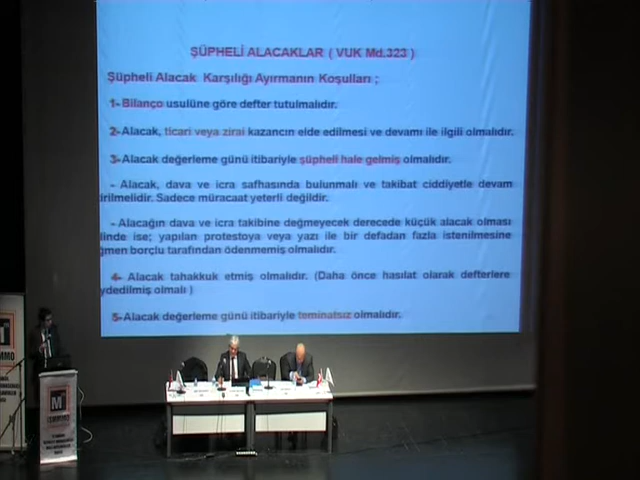 ŞÜPHELİ ALACAKLAR ( VUK Md.323 )
Şüpheli Alacak Karşılığı Ayırmanın Koşulları ;
1- Bilanço usulüne göre defter tutulmalıdır.
2- Alacak, ticari veya zirai kazancın elde edilmesi ve devamı ile ilgili olmalıdır.
3- Alacak değerleme günü itibariyle şüpheli hale gelmiş olmalıdır.
- Alacak, dava ve icra safhasında bulunmalı ve takibat ciddiyetle devam
irilmelidir. Sadece müracaat yeterli değildir.
- Alacağın dava ve icra takibine değmeyecek derecede küçük alacak olması
linde ise; yapılan protestoya veya yazı ile bir defadan fazla istenilmesine
ğmen borçlu tarafından ödenmemiş olmalıdır.
4- Alacak tahakkuk etmiş olmalıdır. (Daha önce hasılat olarak defterlere
ydedilmiş olmalı )
5- Alacak değerleme günü itibariyle teminatsız olmalıdır.